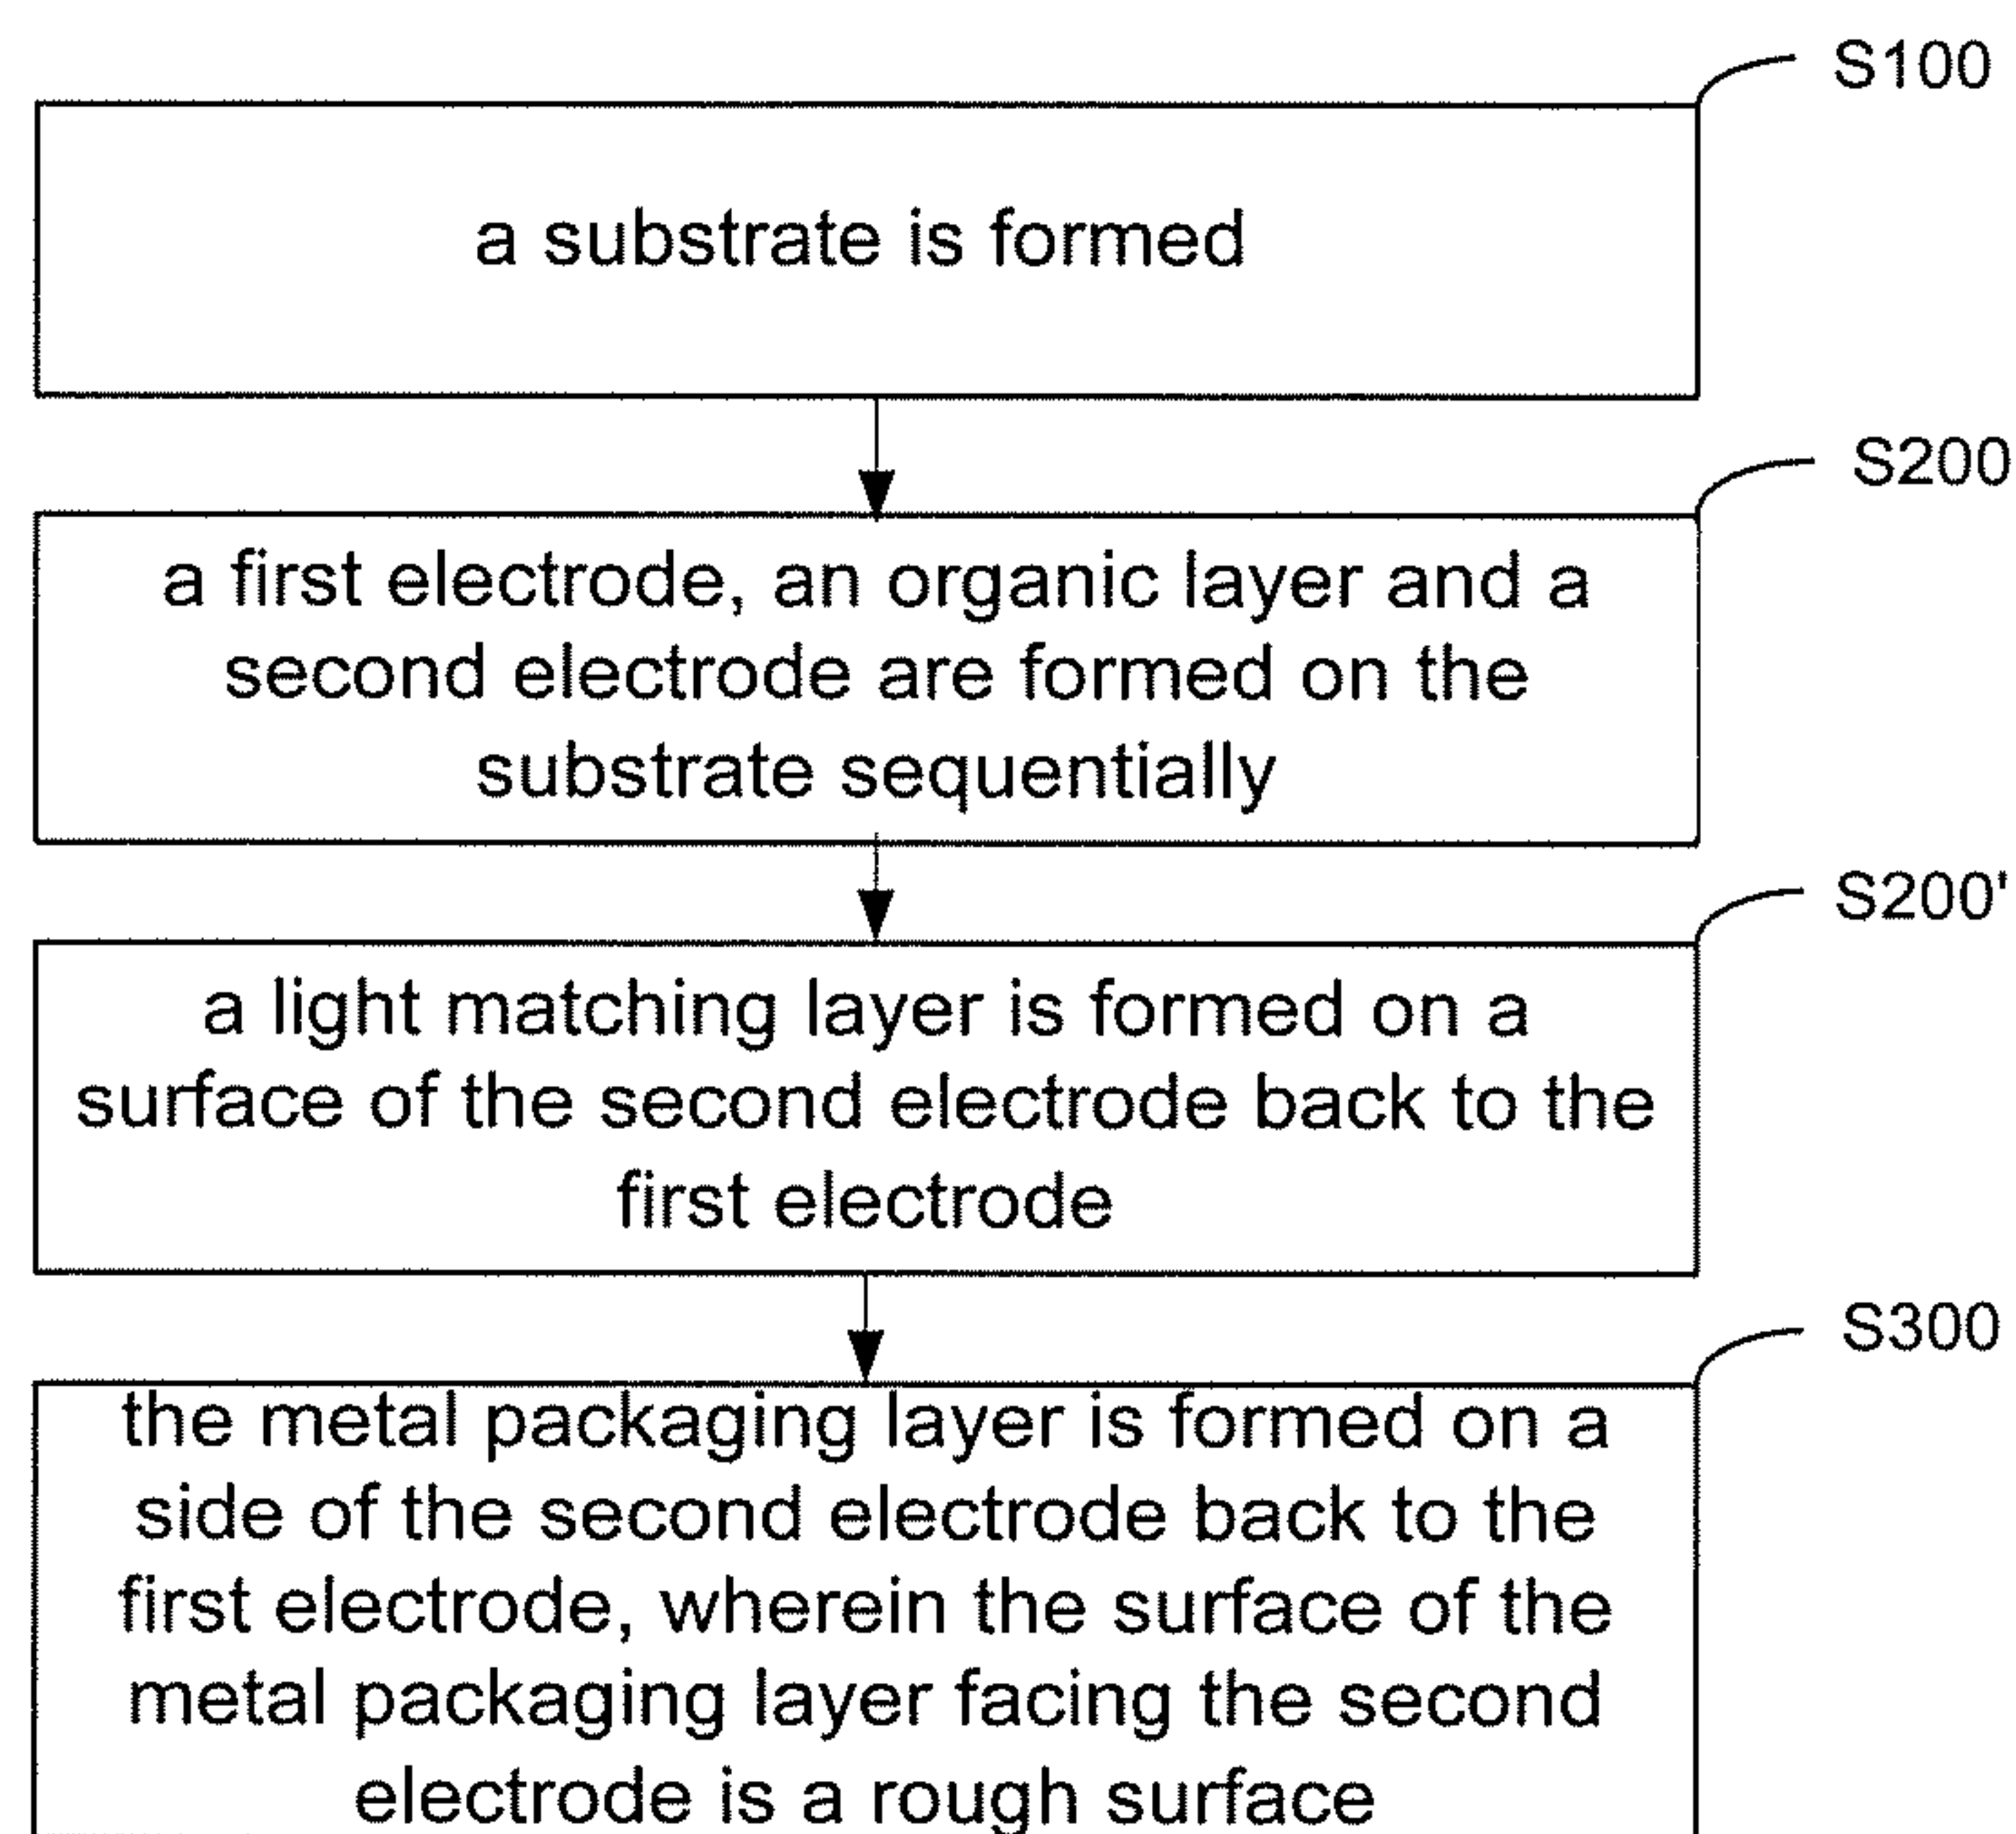 S100
a substrate is formed
S200
a first electrode, an organic layer and a
second electrode are formed on the
substrate sequentially
S200'
a light matching layer is formed on a
surface of the second electrode back to the
first electrode
S300
the metal packaging layer is formed on a
side of the second electrode back to the
first electrode, wherein the surface of the
metal packaging layer facing the second
electrode is a rough surface